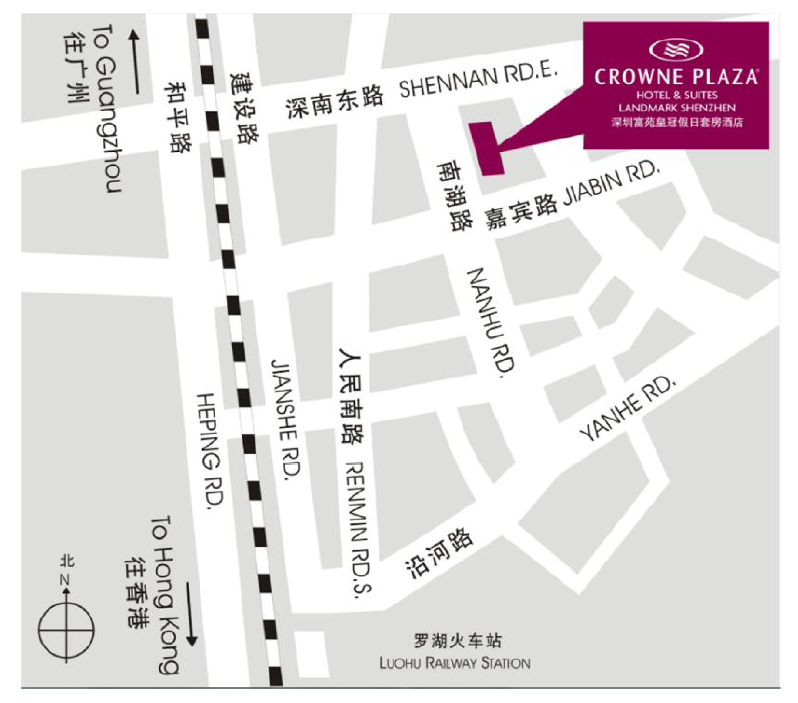 To Guangzhou
往广州
和平路
建设路
深南东路 SHENNAN RD.E.
CROWNE PLAZA®
HOTEL & SUITES
LANDMARK SHENZHEN
深圳富苑皇冠假日套房酒店
南湖路
嘉宾路 JIABIN RD.
NANHU RD.
人民南路 RENMIN RD.S.
JIANSHE RD.
HEPING RD.
YANHE RD.
沿河路
To Hong Kong
往香港
北
N
罗湖火车站
LUOHU RAILWAY STATION